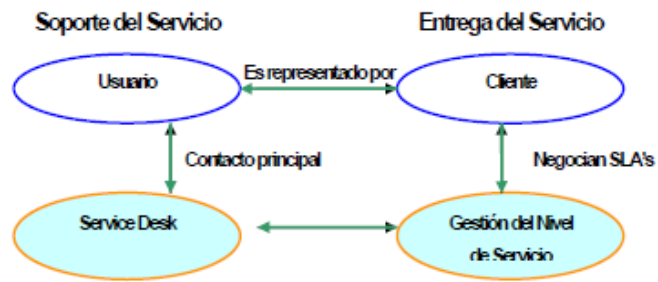 Soporte del Servicio
Entrega del Servicio
Usuario
Es representado por
Cliente
Contacto principal
Negocian SLA's
Service Desk
Gestión del Nivel
de Servicio